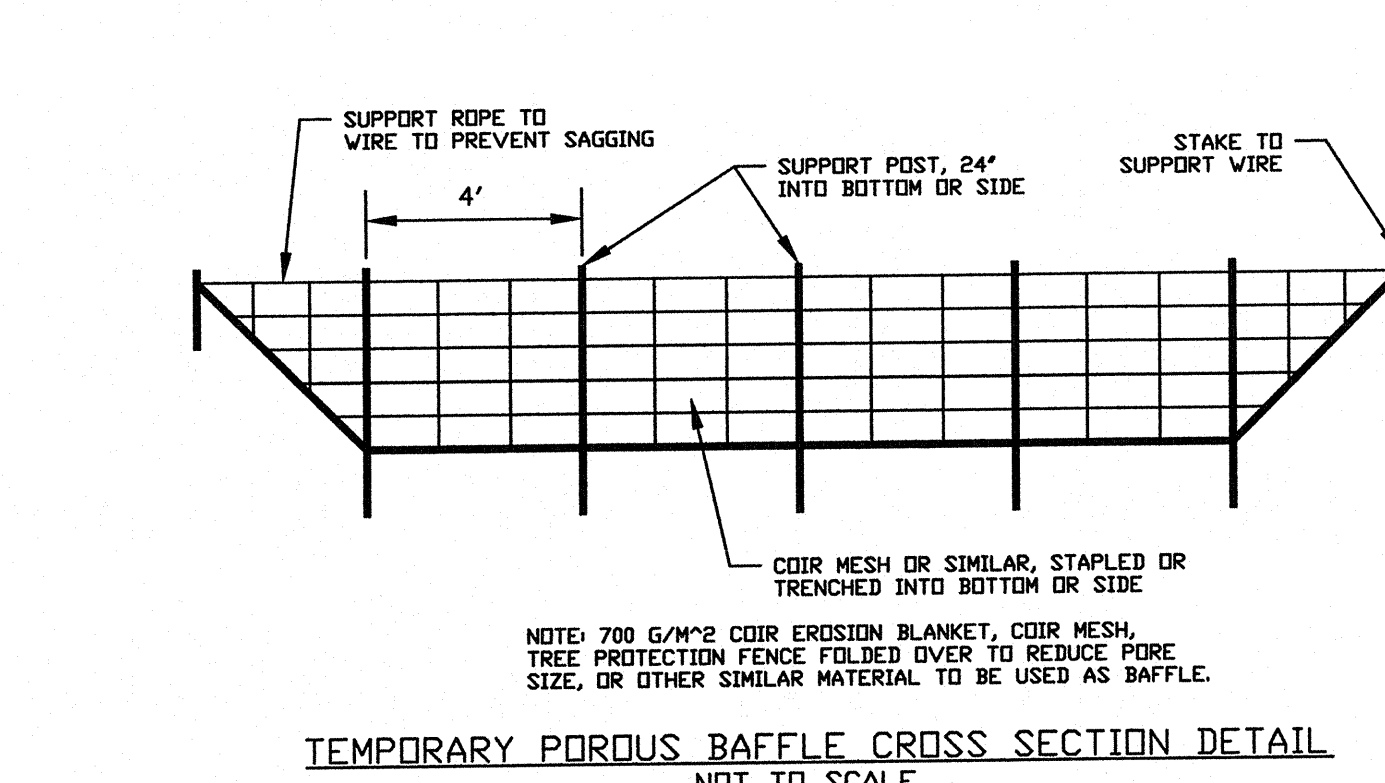 SUPPORT ROPE TO
WIRE TO PREVENT SAGGING
STAKE TO
SUPPORT WIRE
SUPPORT POST, 24"
INTO BOTTOM OR SIDE
4'
COIR MESH OR SIMILAR, STAPLED OR
TRENCHED INTO BOTTOM OR SIDE
NOTE: 700 G/M^2 COIR EROSION BLANKET, COIR MESH,
TREE PROTECTION FENCE FOLDED OVER TO REDUCE PORE
SIZE, OR OTHER SIMILAR MATERIAL TO BE USED AS BAFFLE.
TEMPORARY POROUS BAFFLE CROSS SECTION DETAIL
NOT TO SCALE